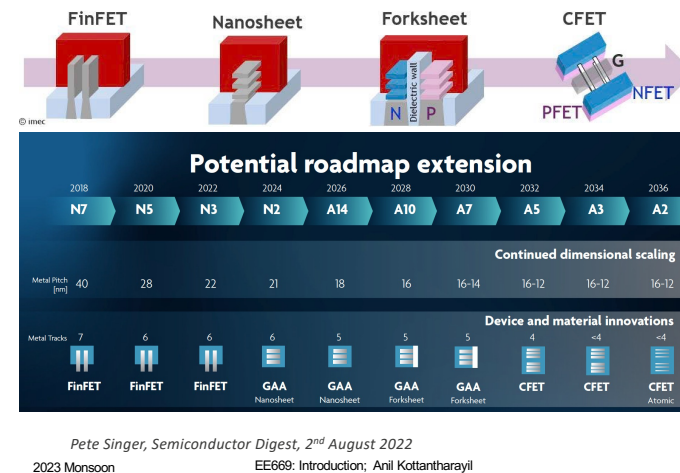 FinFET Nanosheet Forksheet CFET
G
N Dielectric wall P
NFET
PFET
© imec
Potential roadmap extension
2018 2020 2022 2024 2026 2028 2030 2032 2034 2036
N7 N5 N3 N2 A14 A10 A7 A5 A3 A2
Continued dimensional scaling
Metal Pitch [nm] 40 28 22 21 18 16 16-14 16-12 16-12 16-12
Device and material innovations
Metal Tracks 7 6 6 6 5 5 5 4 <4 <4
FinFET FinFET FinFET GAA GAA GAA GAA CFET CFET CFET
Nanosheet Nanosheet Forksheet Forksheet Atomic
Pete Singer, Semiconductor Digest, 2nd August 2022
2023 Monsoon EE669: Introduction; Anil Kottantharayil